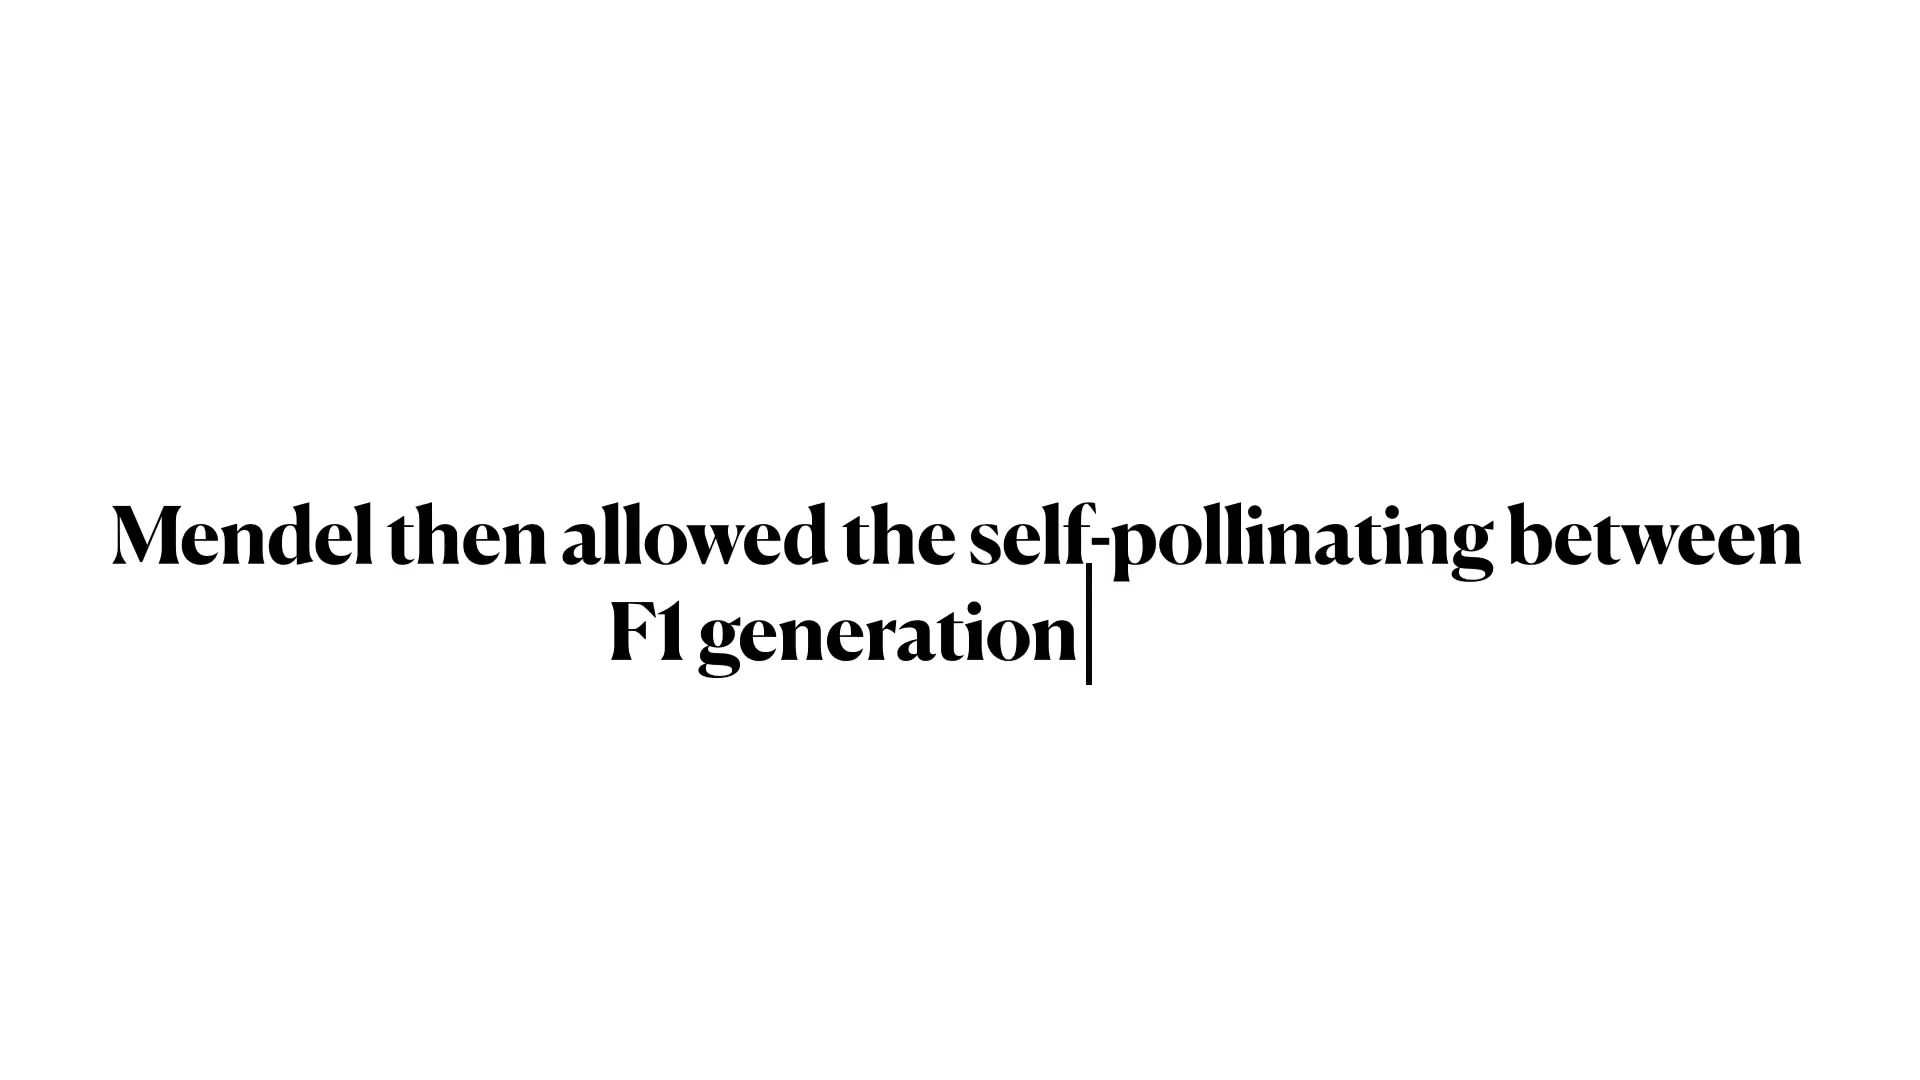 Mendel then allowed the self-pollinating between
F1 generation